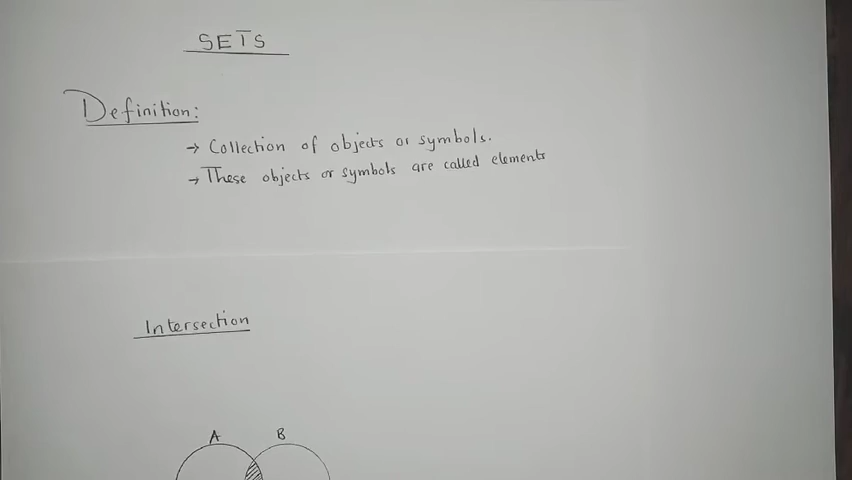 SETS
Definition:
→ Collection of objects or symbols.
→ These objects or symbols are called elements
Intersection
A B